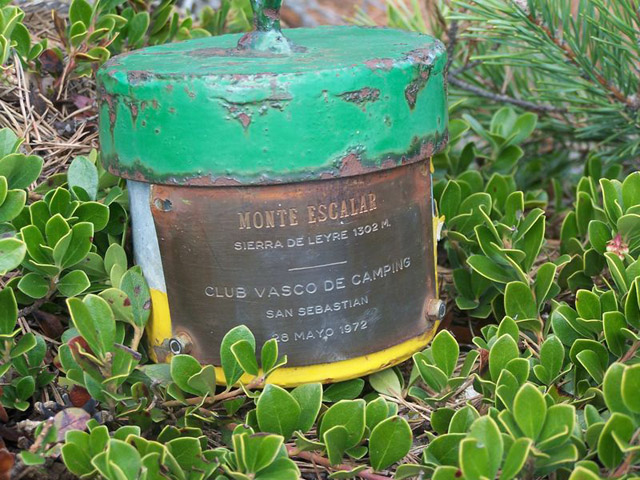 MONTE ESCALAR
SIERRA DE LEYRE 1302 M.
CLUB VASCO DE CAMPING
SAN SEBASTIAN
28 MAYO 1972